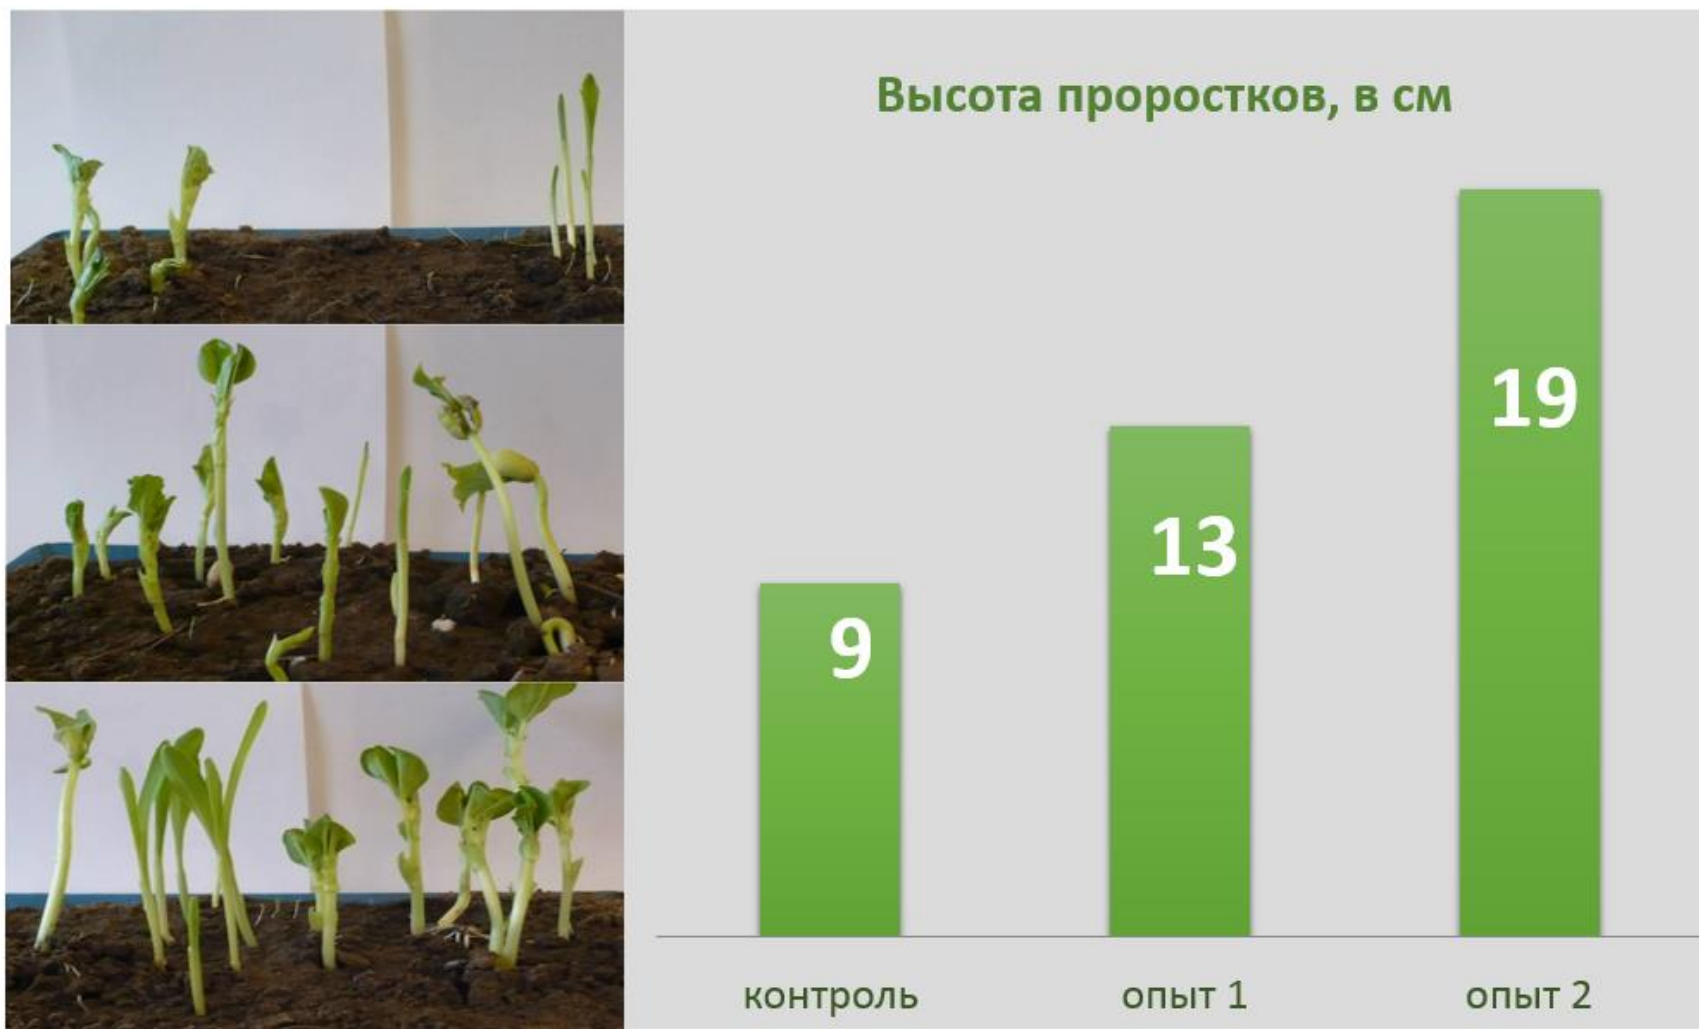 Высота проростков, в см
19
13
9
контроль опыт 1 опыт 2